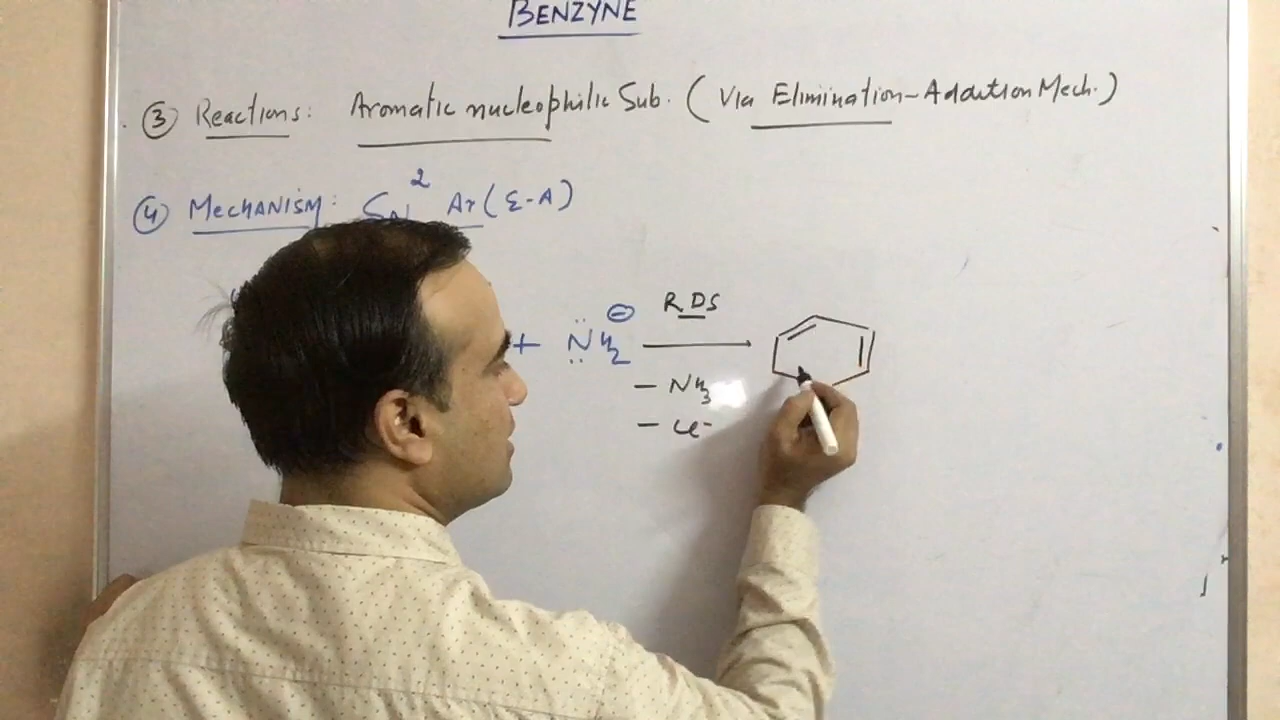 BENZYNE
③ Reactions: Aromatic nucleophilic Sub. (Via Elimination-Addition Mech.)
④ MECHANISM: SN² Ar(E-A)
RDS
+ NH₂⊖
- NH₃
- Cl⁻